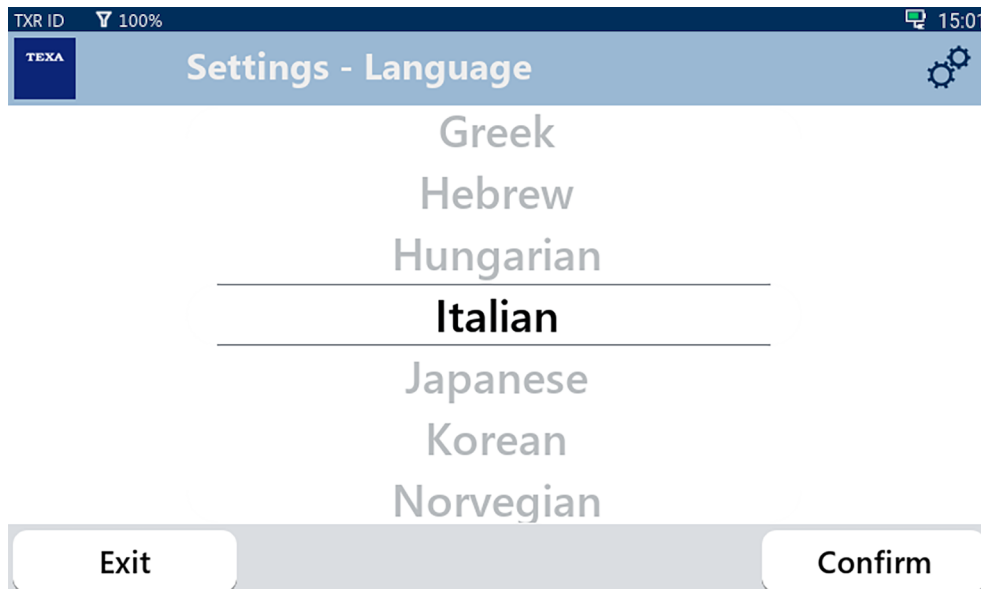 TXR ID 100% 15:01
TEXA
Settings - Language
Greek
Hebrew
Hungarian
Italian
Japanese
Korean
Norvegian
Exit Confirm